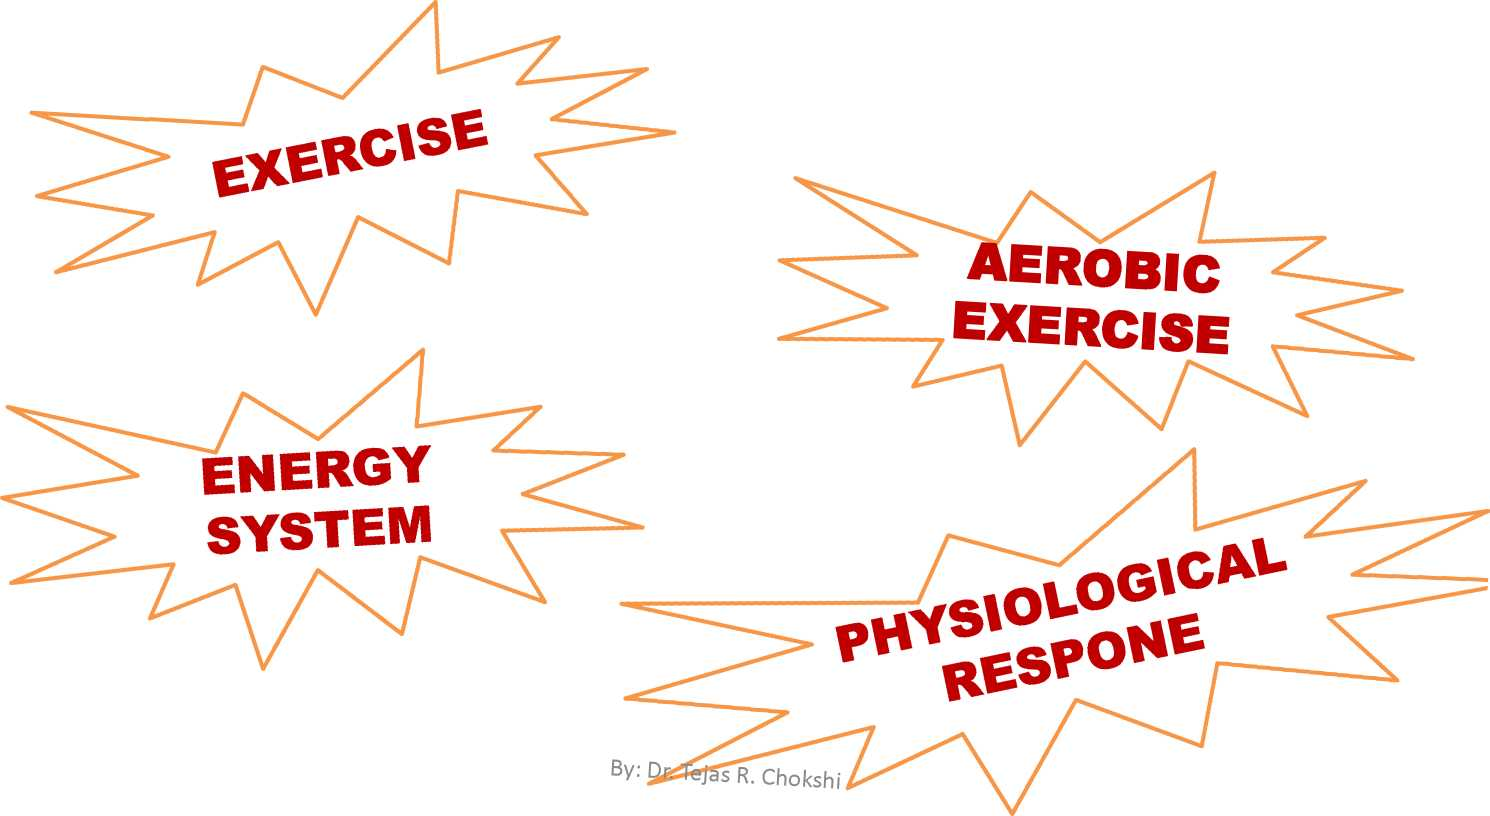 EXERCISE
AEROBIC
EXERCISE
ENERGY
SYSTEM
PHYSIOLOGICAL
RESPONE
By: Dr. Tejas R. Chokshi